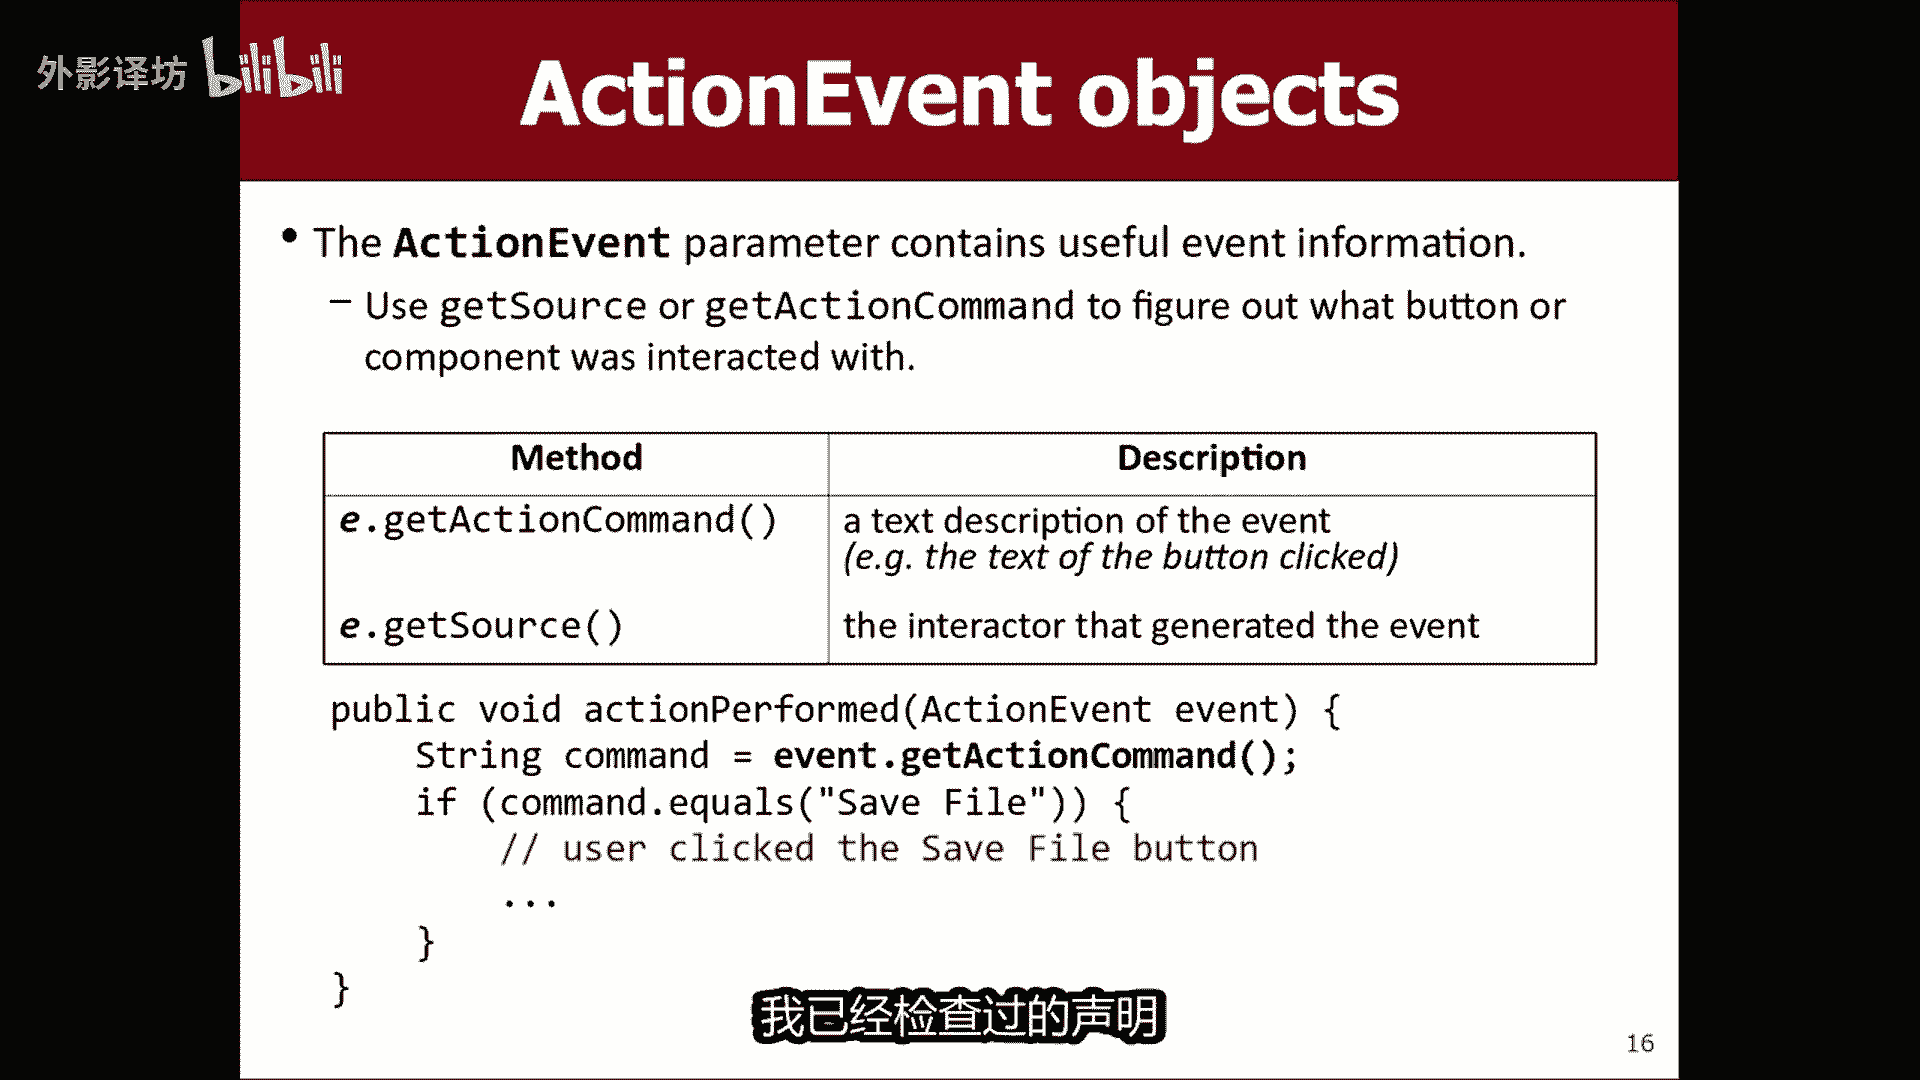 外影译坊 bilibili
ActionEvent objects
• The ActionEvent parameter contains useful event information.
– Use getSource or getActionCommand to figure out what button or
component was interacted with.
Method Description
e.getActionCommand() a text description of the event
(e.g. the text of the button clicked)
e.getSource() the interactor that generated the event
public void actionPerformed(ActionEvent event) {
    String command = event.getActionCommand();
    if (command.equals("Save File")) {
        // user clicked the Save File button
        ...
    }
}
我已经检查过的声明
16